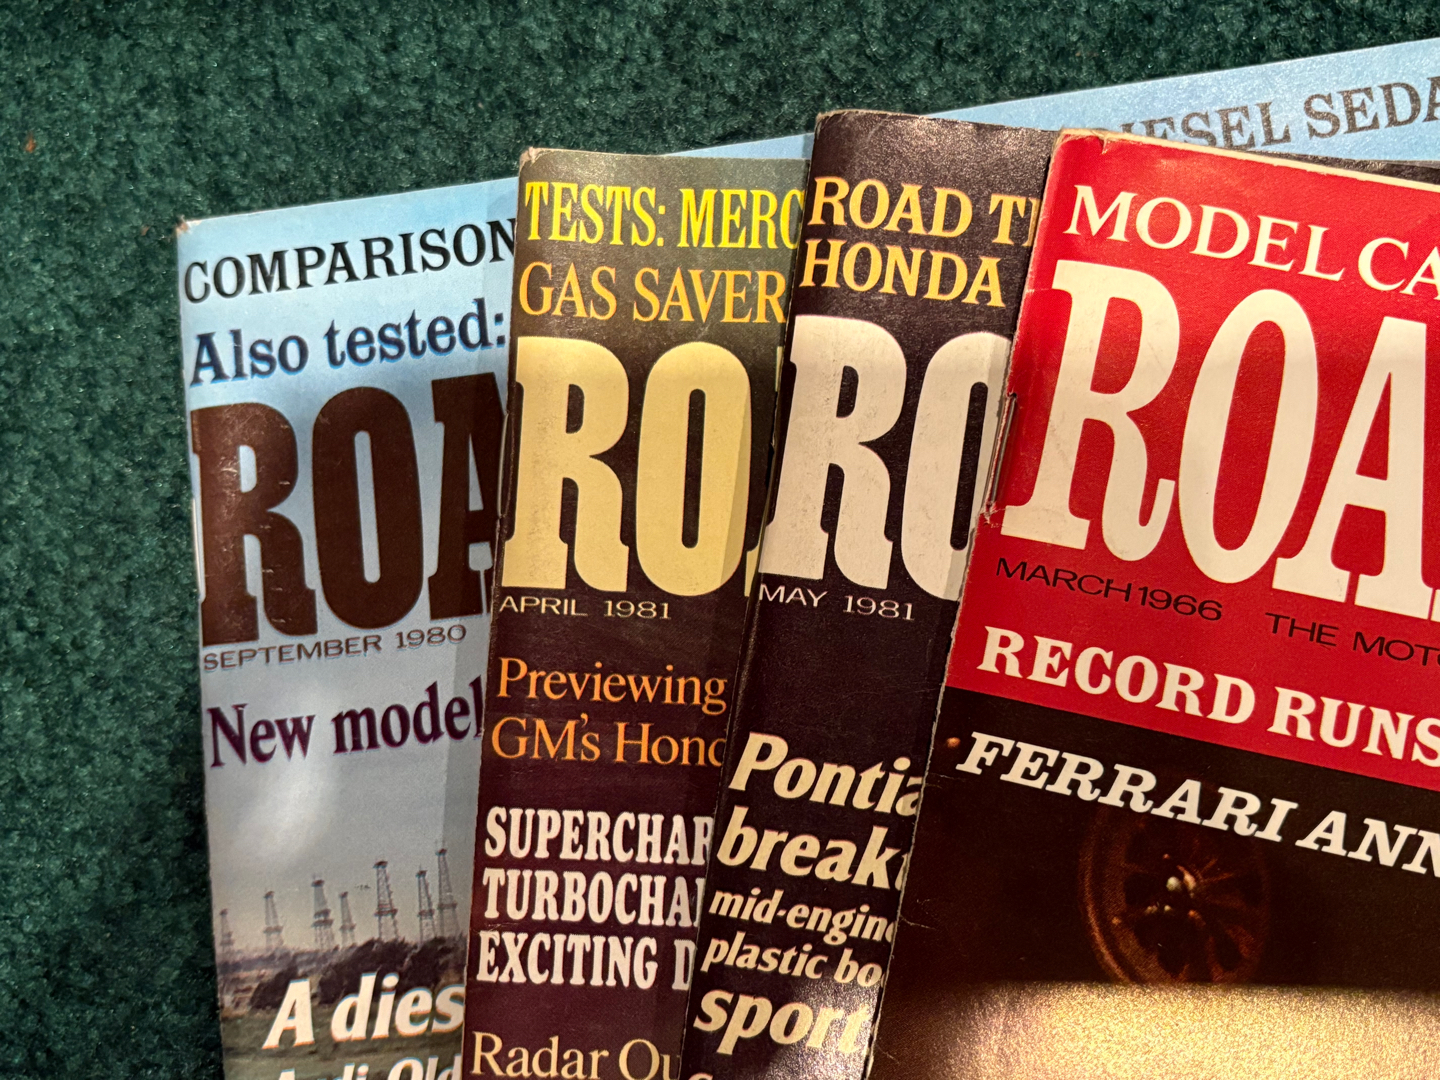 COMPARISON
Also tested:
ROA
SEPTEMBER 1980
New model
A dies
TESTS: MERC
GAS SAVER
RO
APRIL 1981
Previewing
GM's Hond
SUPERCHAR
TURBOCHA
EXCITING D
Radar Ou
ROAD T
HONDA
RO
MAY 1981
Pontia
break
mid-engin
plastic bo
sport
IESEL SEDA
MODEL CA
ROA
MARCH 1966 THE MOTO
RECORD RUNS
FERRARI ANN